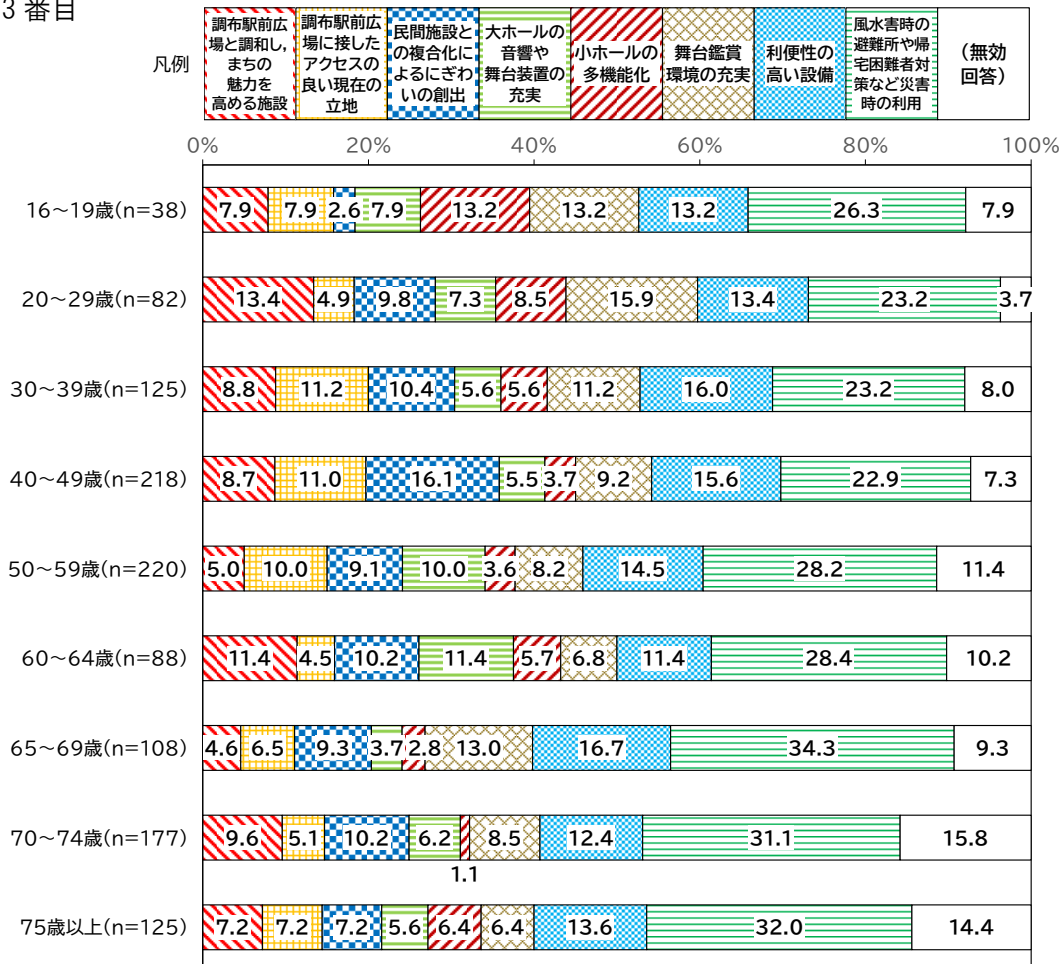 3 番目
凡例
調布駅前広
場と調和し,
まちの
魅力を
高める施設
調布駅前広
場に接した
アクセスの
良い現在の
立地
民間施設と
の複合化に
よるにぎわ
いの創出
大ホールの
音響や
舞台装置の
充実
小ホールの
多機能化
舞台鑑賞
環境の充実
利便性の
高い設備
風水害時の
避難所や帰
宅困難者対
策など災害
時の利用
(無効
回答)
0% 20% 40% 60% 80% 100%
16~19歳(n=38) 7.9 7.9 2.6 7.9 13.2 13.2 13.2 26.3 7.9
20~29歳(n=82) 13.4 4.9 9.8 7.3 8.5 15.9 13.4 23.2 3.7
30~39歳(n=125) 8.8 11.2 10.4 5.6 5.6 11.2 16.0 23.2 8.0
40~49歳(n=218) 8.7 11.0 16.1 5.5 3.7 9.2 15.6 22.9 7.3
50~59歳(n=220) 5.0 10.0 9.1 10.0 3.6 8.2 14.5 28.2 11.4
60~64歳(n=88) 11.4 4.5 10.2 11.4 5.7 6.8 11.4 28.4 10.2
65~69歳(n=108) 4.6 6.5 9.3 3.7 2.8 13.0 16.7 34.3 9.3
70~74歳(n=177) 9.6 5.1 10.2 6.2 8.5 12.4 31.1 15.8
1.1
75歳以上(n=125) 7.2 7.2 7.2 5.6 6.4 6.4 13.6 32.0 14.4